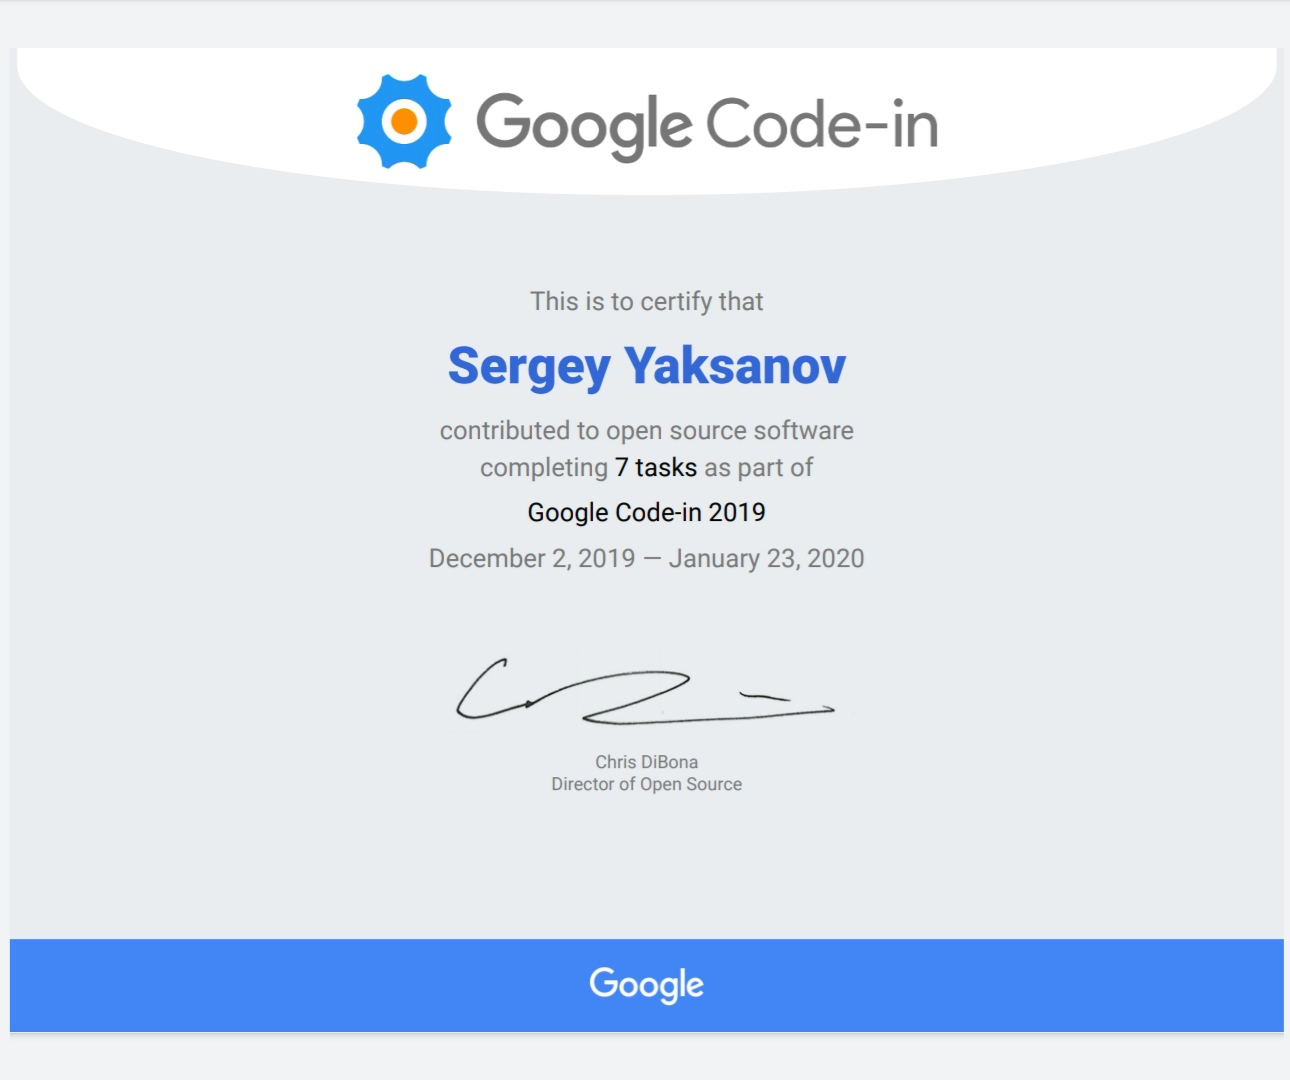 Google Code-in
This is to certify that
Sergey Yaksanov
contributed to open source software
completing 7 tasks as part of
Google Code-in 2019
December 2, 2019 — January 23, 2020
Chris DiBona
Director of Open Source
Google